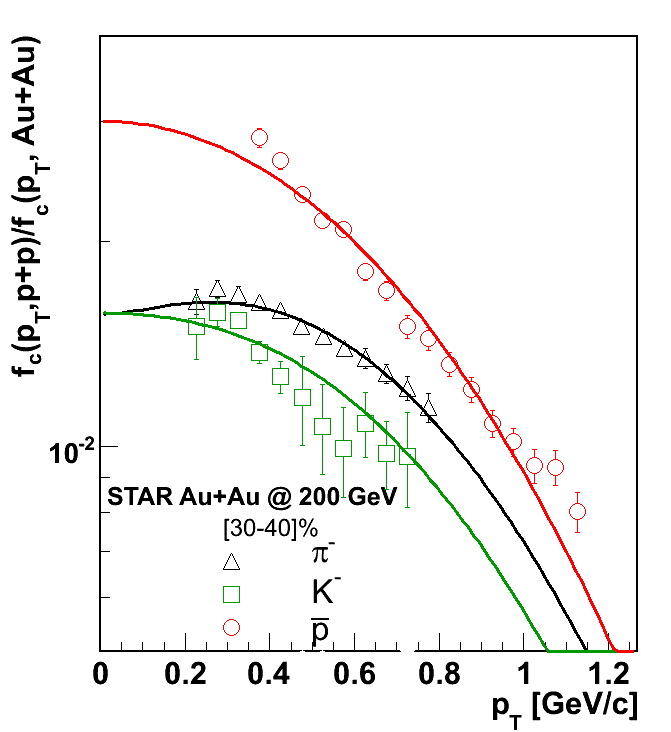 f_c(p_T,p+p)/f_c(p_T, Au+Au)
10⁻²
STAR Au+Au @ 200 GeV
[30-40]%
π⁻
K⁻
p̅
0 0.2 0.4 0.6 0.8 1 1.2
p_T [GeV/c]